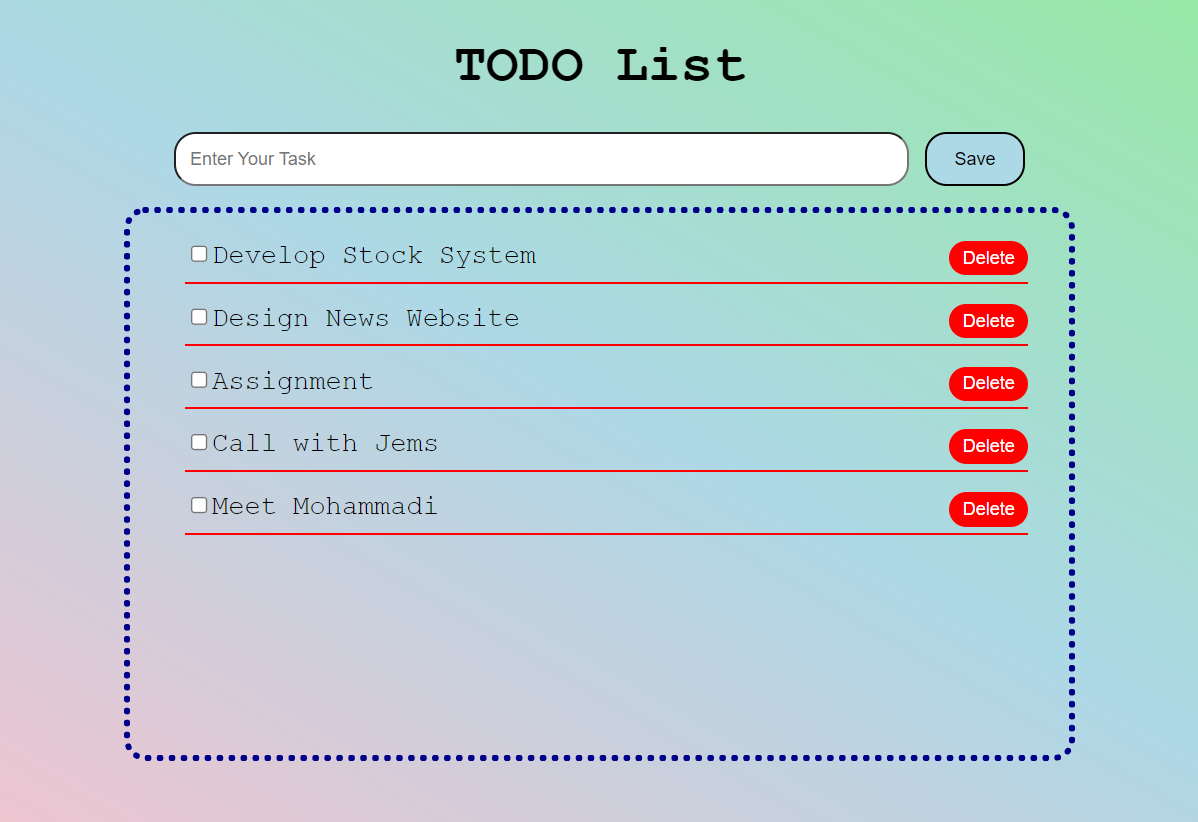 TODO List
Enter Your Task
Save
Develop Stock System
Delete
Design News Website
Delete
Assignment
Delete
Call with Jems
Delete
Meet Mohammadi
Delete